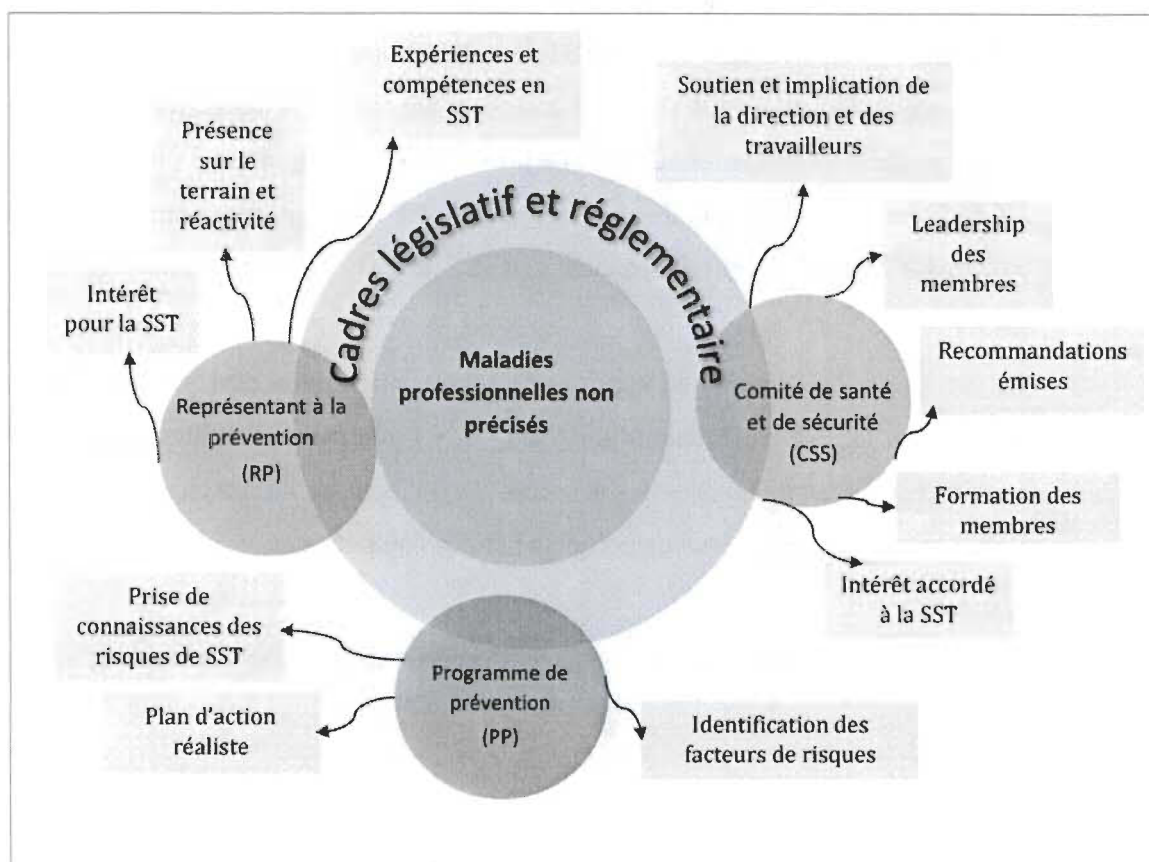 Expériences et
compétences en
SST
Soutien et implication de
la direction et des
travailleurs
Présence
sur le
terrain et
réactivité
Leadership
des
membres
Intérêt
pour la SST
Cadres législatif et réglementaire
Recommandations
émises
Maladies
professionnelles non
précisés
Représentant à la
prévention
(RP)
Comité de santé
et de sécurité
(CSS)
Formation des
membres
Intérêt accordé
à la SST
Prise de
connaissances des
risques de SST
Programme de
prévention
(PP)
Plan d'action
réaliste
Identification des
facteurs de risques